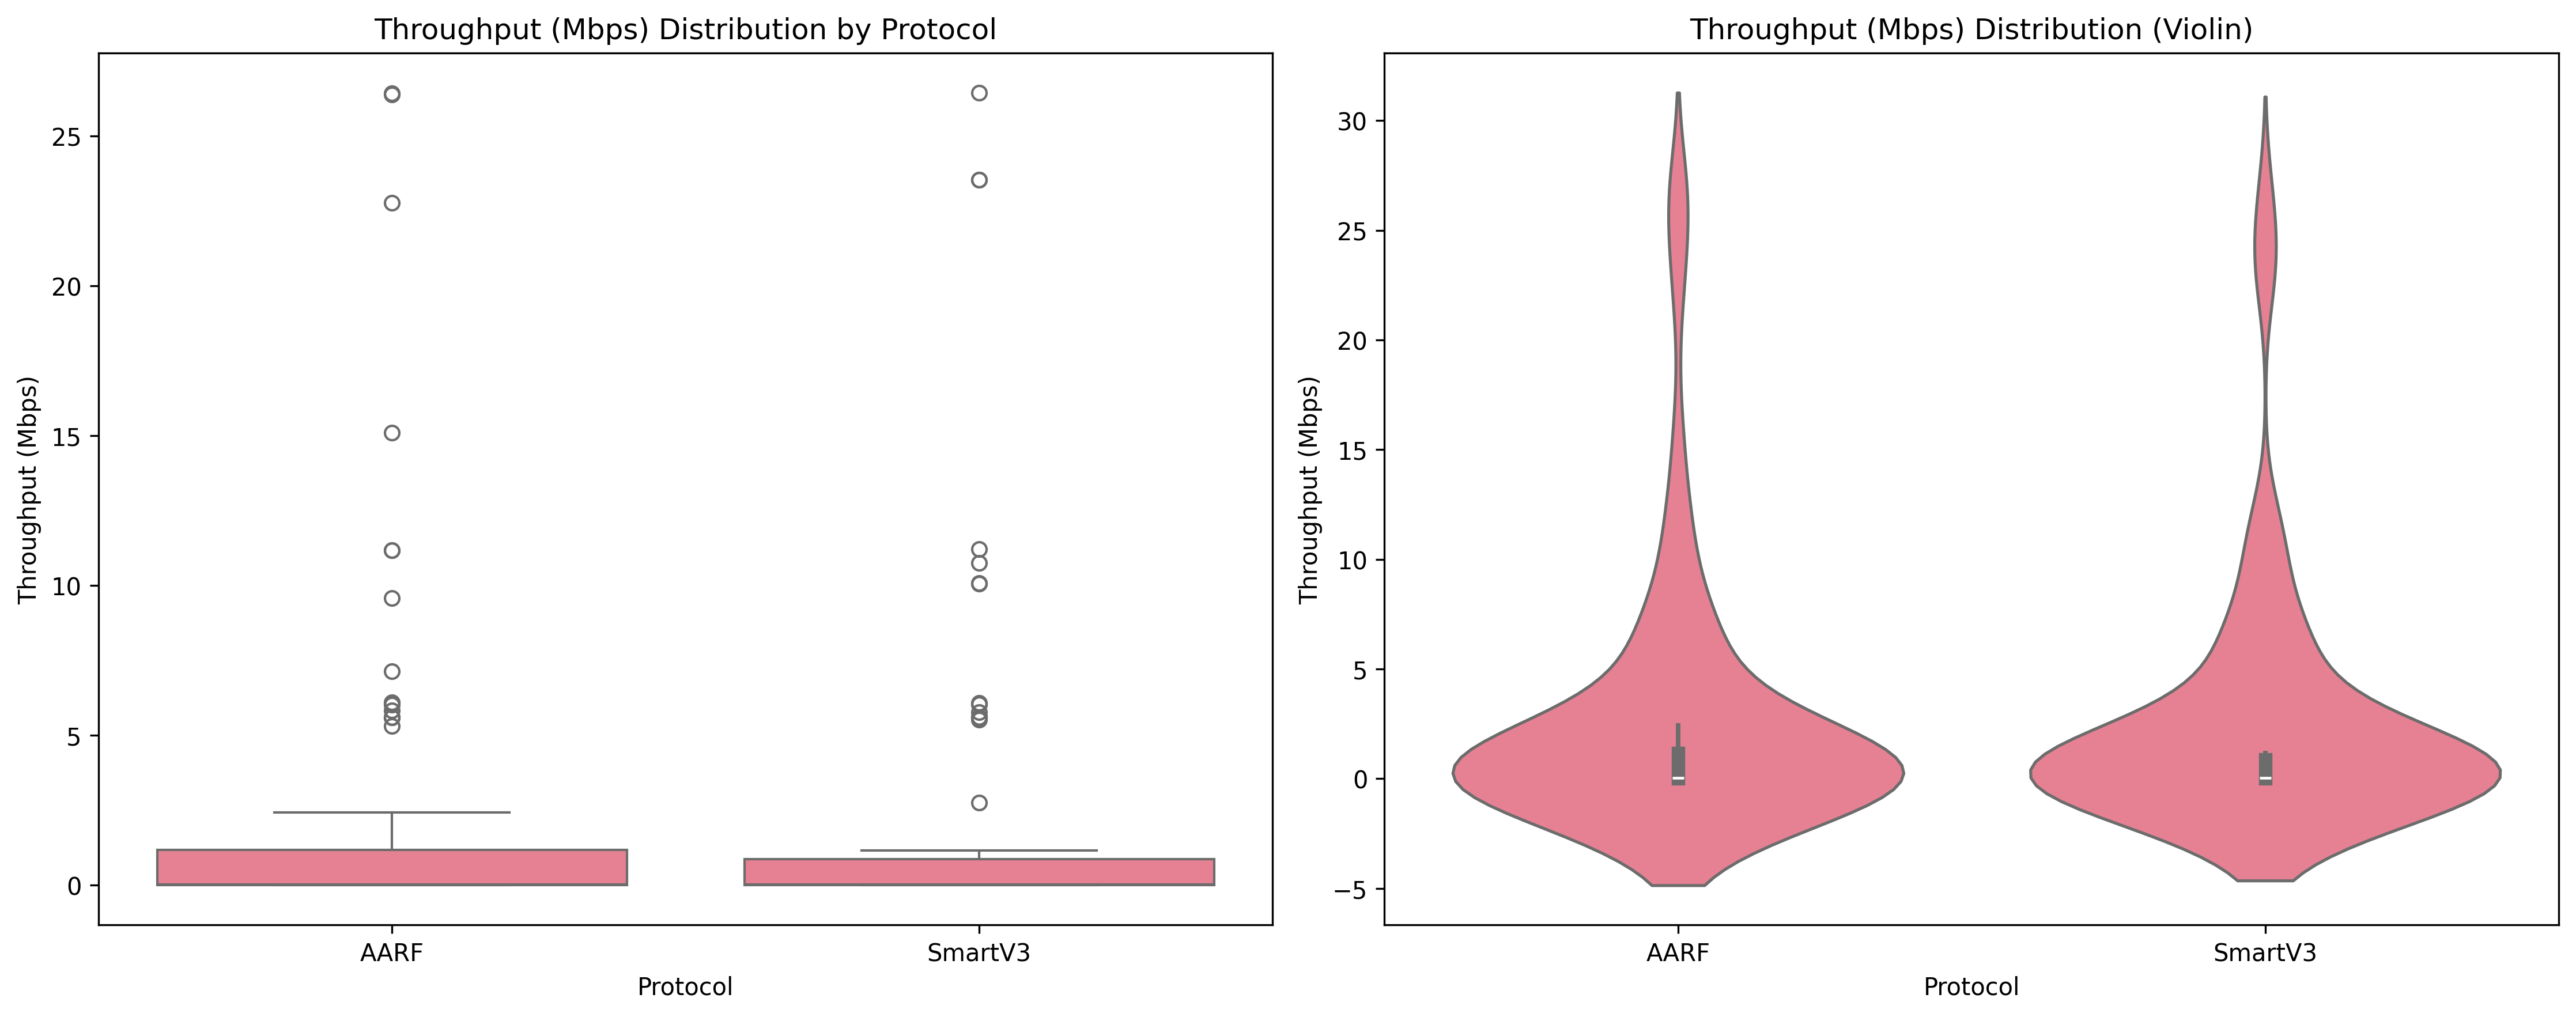 Throughput (Mbps) Distribution by Protocol
Throughput (Mbps)
25
20
15
10
5
0
AARF
SmartV3
Protocol
Throughput (Mbps) Distribution (Violin)
Throughput (Mbps)
30
25
20
15
10
5
0
−5
AARF
SmartV3
Protocol